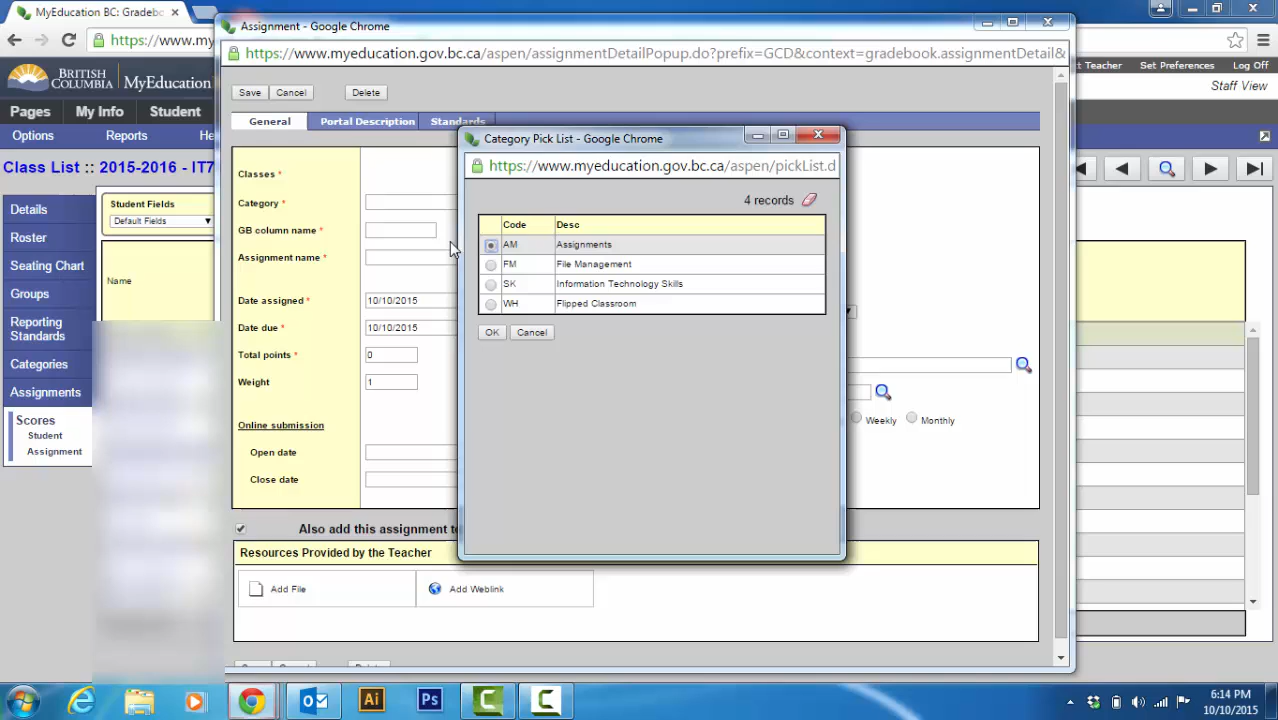 MyEducation BC: Gradebo
https://www.my
BRITISH
COLUMBIA
MyEducation
Pages
My Info
Student
Options
Reports
He
Class List :: 2015-2016 - IT7
Details
Roster
Seating Chart
Groups
Reporting
Standards
Categories
Assignments
Scores
Student
Assignment
Student Fields
Default Fields
Name
Assignment - Google Chrome
https://www.myeducation.gov.bc.ca/aspen/assignmentDetailPopup.do?prefix=GCD&context=gradebook.assignmentDetail&
Save
Cancel
Delete
General
Portal Description
Standards
Classes *
Category *
GB column name *
Assignment name *
Date assigned * 10/10/2015
Date due * 10/10/2015
Total points * 0
Weight 1
Online submission
Open date
Close date
Weekly
Monthly
Also add this assignment to
Resources Provided by the Teacher
Add File
Add Weblink
Category Pick List - Google Chrome
https://www.myeducation.gov.bc.ca/aspen/pickList.d
4 records
Code Desc
AM Assignments
FM File Management
SK Information Technology Skills
WH Flipped Classroom
OK
Cancel
t Teacher
Set Preferences
Log Off
Staff View
Ai
Ps
6:14 PM
10/10/2015